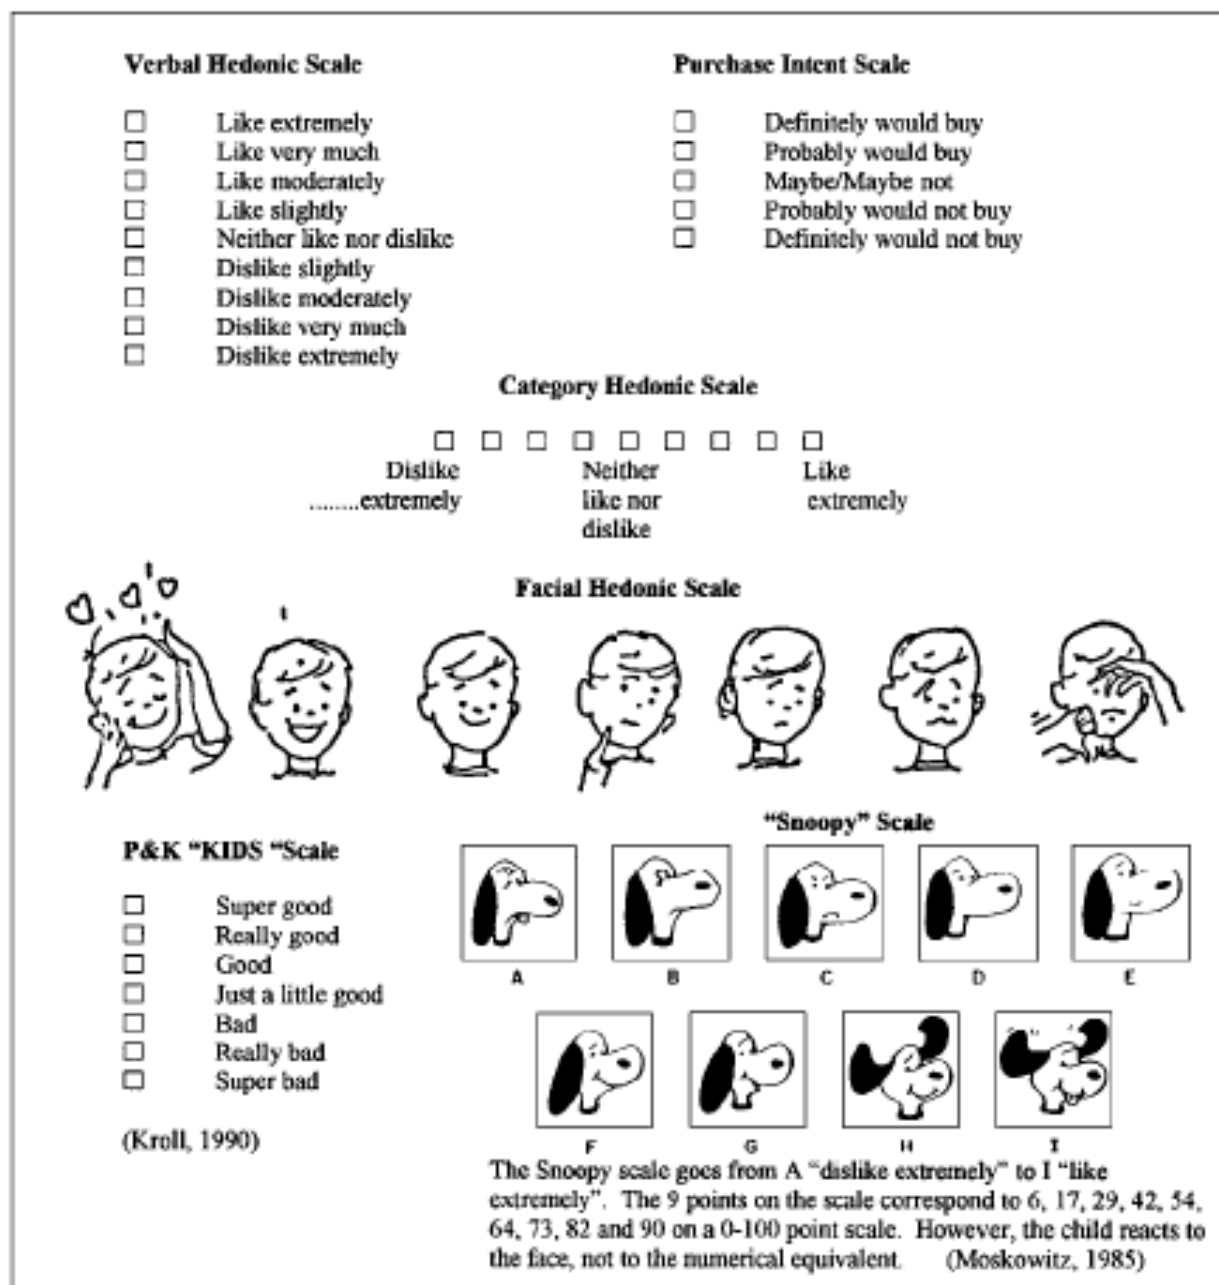 Verbal Hedonic Scale
Like extremely
Like very much
Like moderately
Like slightly
Neither like nor dislike
Dislike slightly
Dislike moderately
Dislike very much
Dislike extremely
Purchase Intent Scale
Definitely would buy
Probably would buy
Maybe/Maybe not
Probably would not buy
Definitely would not buy
Category Hedonic Scale
Dislike Neither Like
........extremely like nor extremely
dislike
Facial Hedonic Scale
P&K "KIDS "Scale
Super good
Really good
Good
Just a little good
Bad
Really bad
Super bad
(Kroll, 1990)
"Snoopy" Scale
A B C D E
F G H I
The Snoopy scale goes from A "dislike extremely" to I "like
extremely". The 9 points on the scale correspond to 6, 17, 29, 42, 54,
64, 73, 82 and 90 on a 0-100 point scale. However, the child reacts to
the face, not to the numerical equivalent. (Moskowitz, 1985)